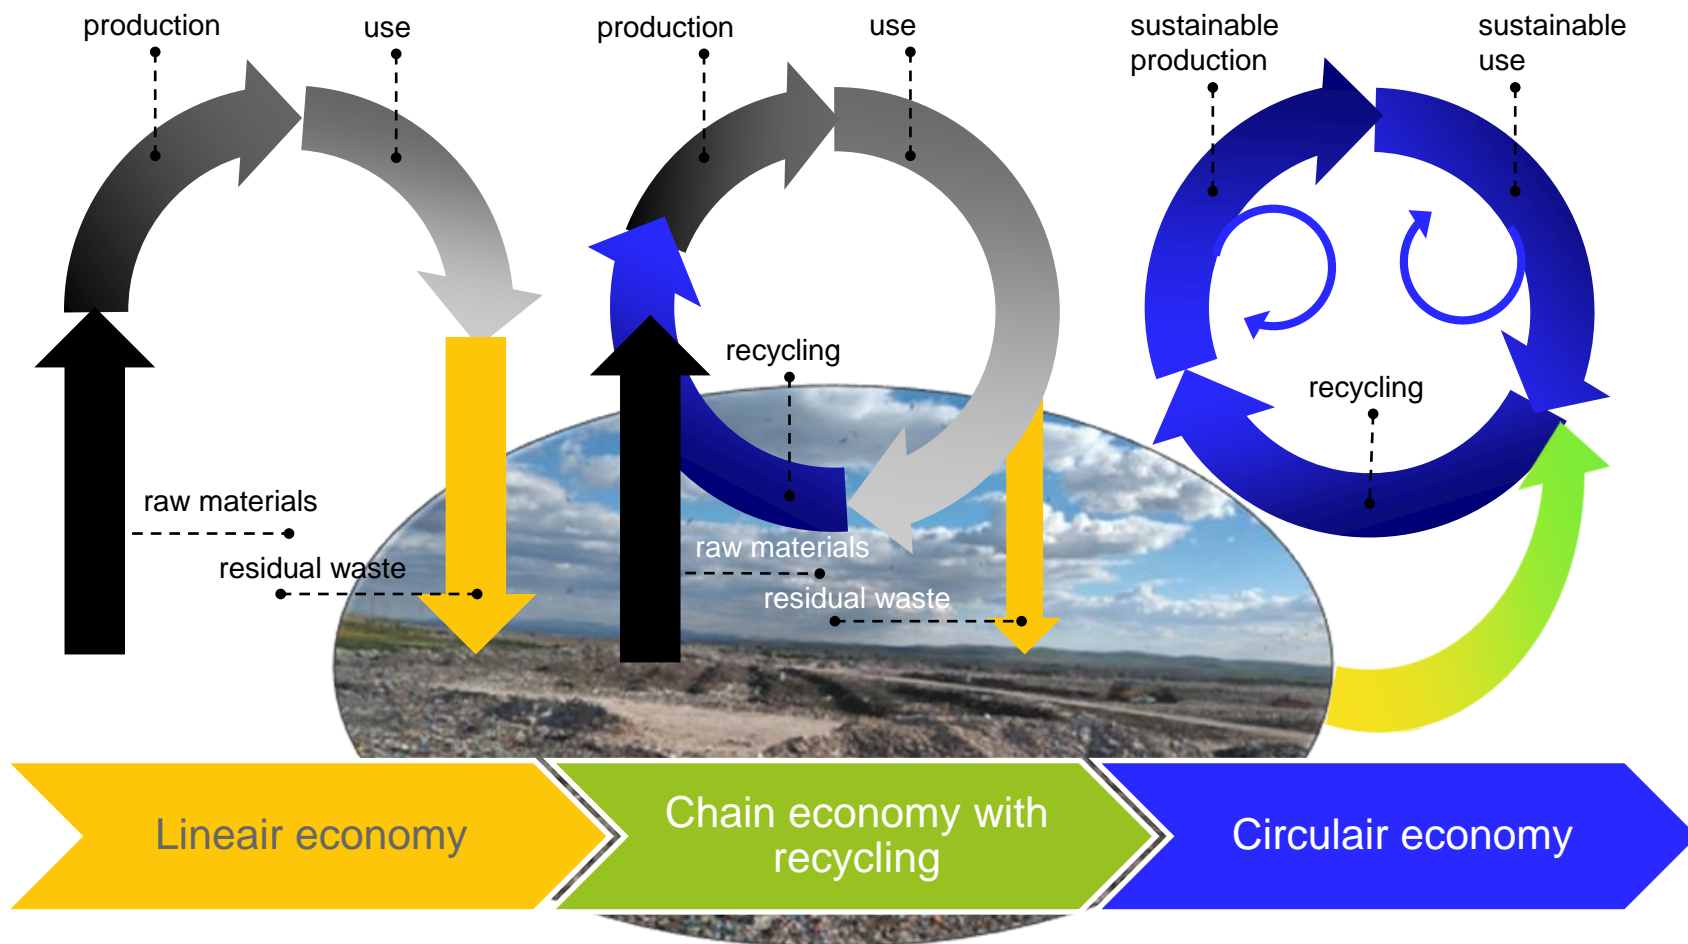 production
use
raw materials
residual waste
production
use
recycling
raw materials
residual waste
sustainable
production
sustainable
use
recycling
Lineair economy
Chain economy with
recycling
Circulair economy